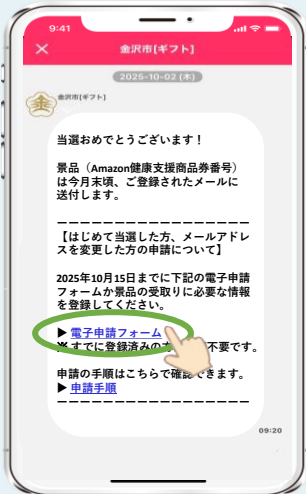 9:41
× 金沢市[ギフト]
2025-10-02 (木)
金沢市[ギフト]
当選おめでとうございます！
景品（Amazon健康支援商品券番号）
は今月末頃、ご登録されたメールに
送付します。
ーーーーーーーーーーーーーーーーー
【はじめて当選した方、メールアドレ
スを変更した方の申請について】
2025年10月15日までに下記の電子申請
フォームか景品の受取りに必要な情報
を登録してください。
▶ 電子申請フォーム
※ すでに登録済みの 不要です。
申請の手順はこちらで確認できます。
▶ 申請手順
ーーーーーーーーーーーーーーーーー
09:20